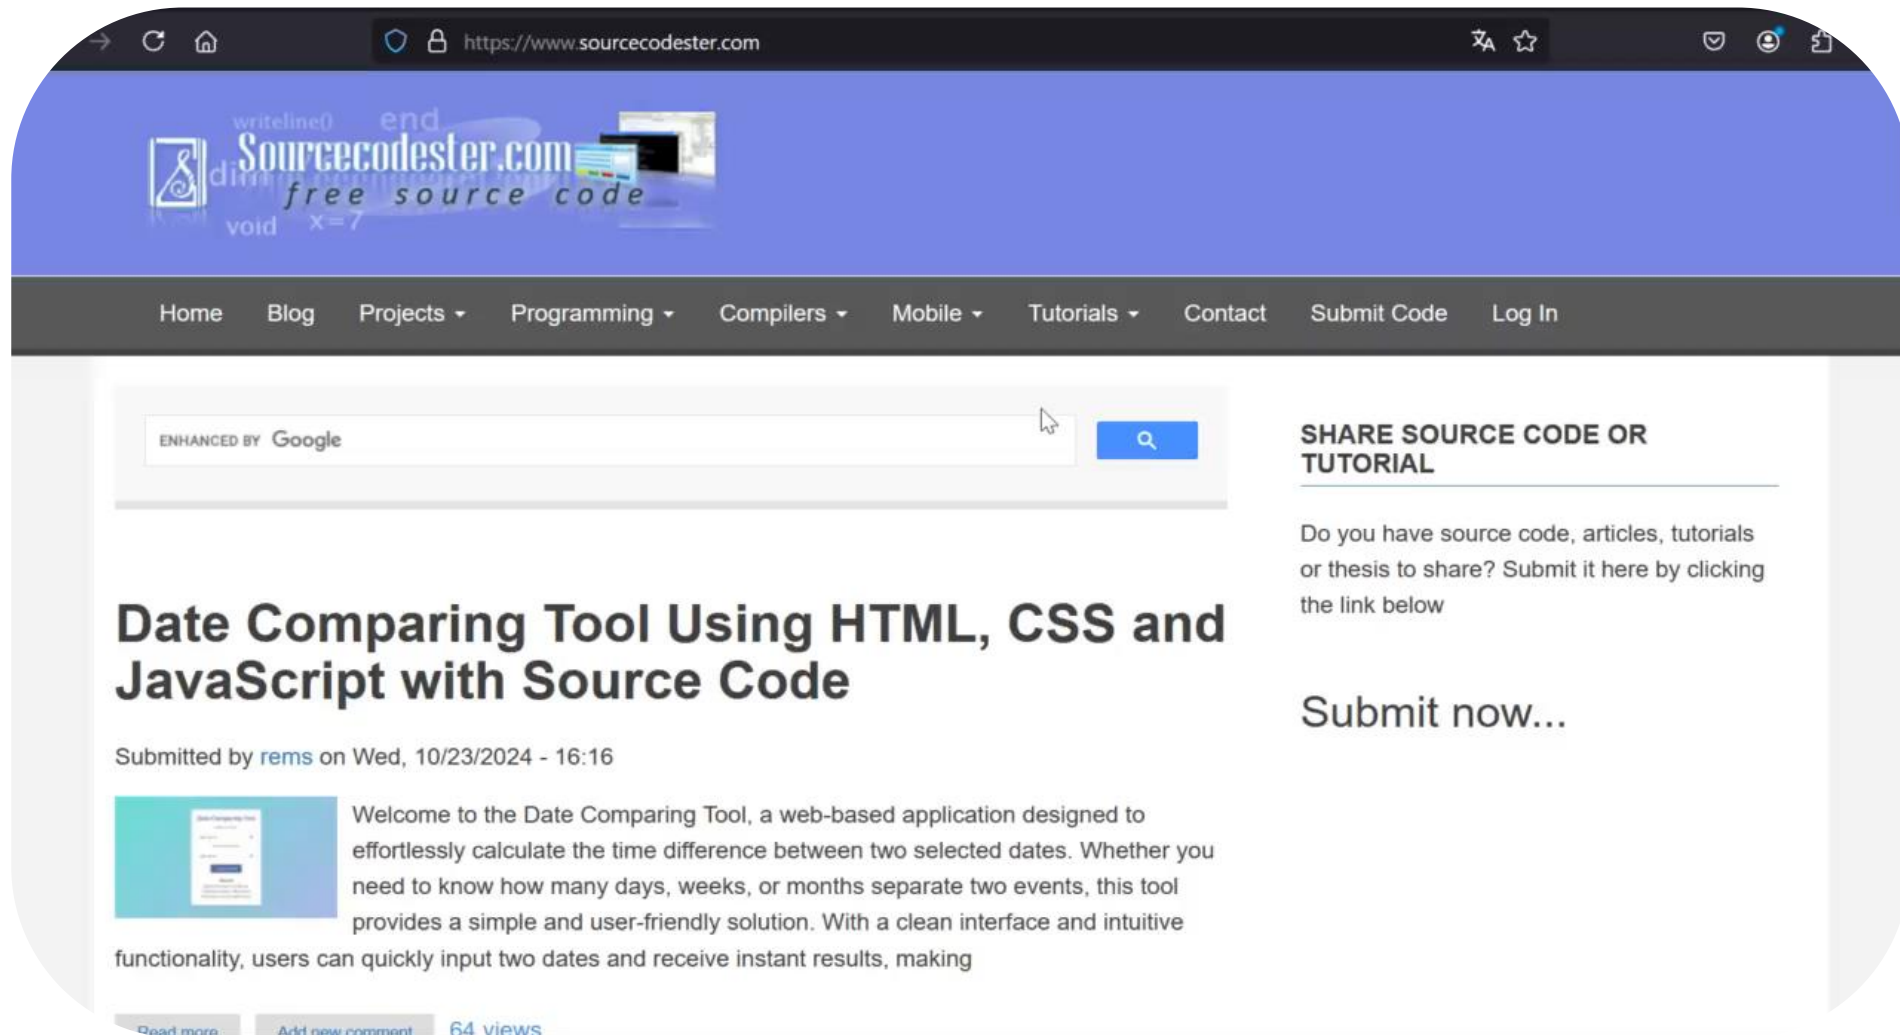 https://www.sourcecodester.com
writeline() end
Sourcecodester.com
dim
free source code
void x=7
Home Blog Projects Programming Compilers Mobile Tutorials Contact Submit Code Log In
ENHANCED BY Google
Date Comparing Tool Using HTML, CSS and
JavaScript with Source Code
Submitted by rems on Wed, 10/23/2024 - 16:16
Welcome to the Date Comparing Tool, a web-based application designed to
effortlessly calculate the time difference between two selected dates. Whether you
need to know how many days, weeks, or months separate two events, this tool
provides a simple and user-friendly solution. With a clean interface and intuitive
functionality, users can quickly input two dates and receive instant results, making
Read more Add new comment 64 views
SHARE SOURCE CODE OR
TUTORIAL
Do you have source code, articles, tutorials
or thesis to share? Submit it here by clicking
the link below
Submit now...